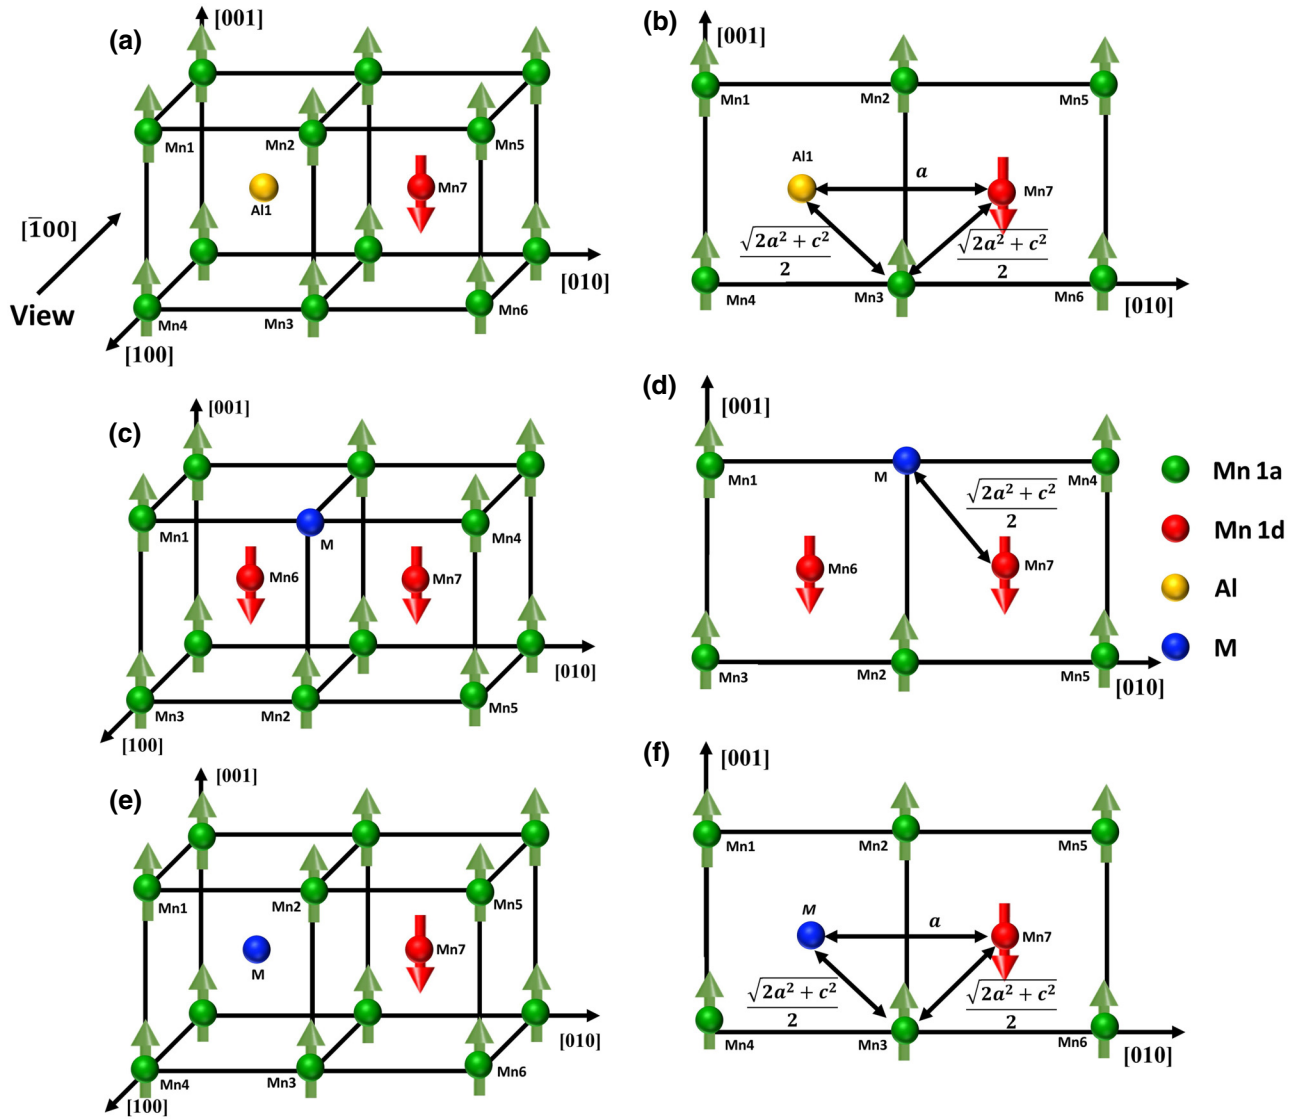 (a)
[001]
Mn1
Mn2
Mn5
Al1
Mn7
[1̅00]
View
Mn4
Mn3
Mn6
[010]
[100]
(b)
[001]
Mn1
Mn2
Mn5
Al1
a
Mn7
√2a² + c²
2
√2a² + c²
2
Mn4
Mn3
Mn6
[010]
(c)
[001]
Mn1
M
Mn4
Mn6
Mn7
[010]
Mn3
Mn2
Mn5
[100]
(d)
[001]
Mn1
M
Mn4
√2a² + c²
2
Mn6
Mn7
Mn3
Mn2
Mn5
[010]
Mn 1a
Mn 1d
Al
M
(e)
[001]
Mn1
Mn2
Mn5
M
Mn7
[010]
Mn4
Mn3
Mn6
[100]
(f)
[001]
Mn1
Mn2
Mn5
M
a
Mn7
√2a² + c²
2
√2a² + c²
2
Mn4
Mn3
Mn6
[010]